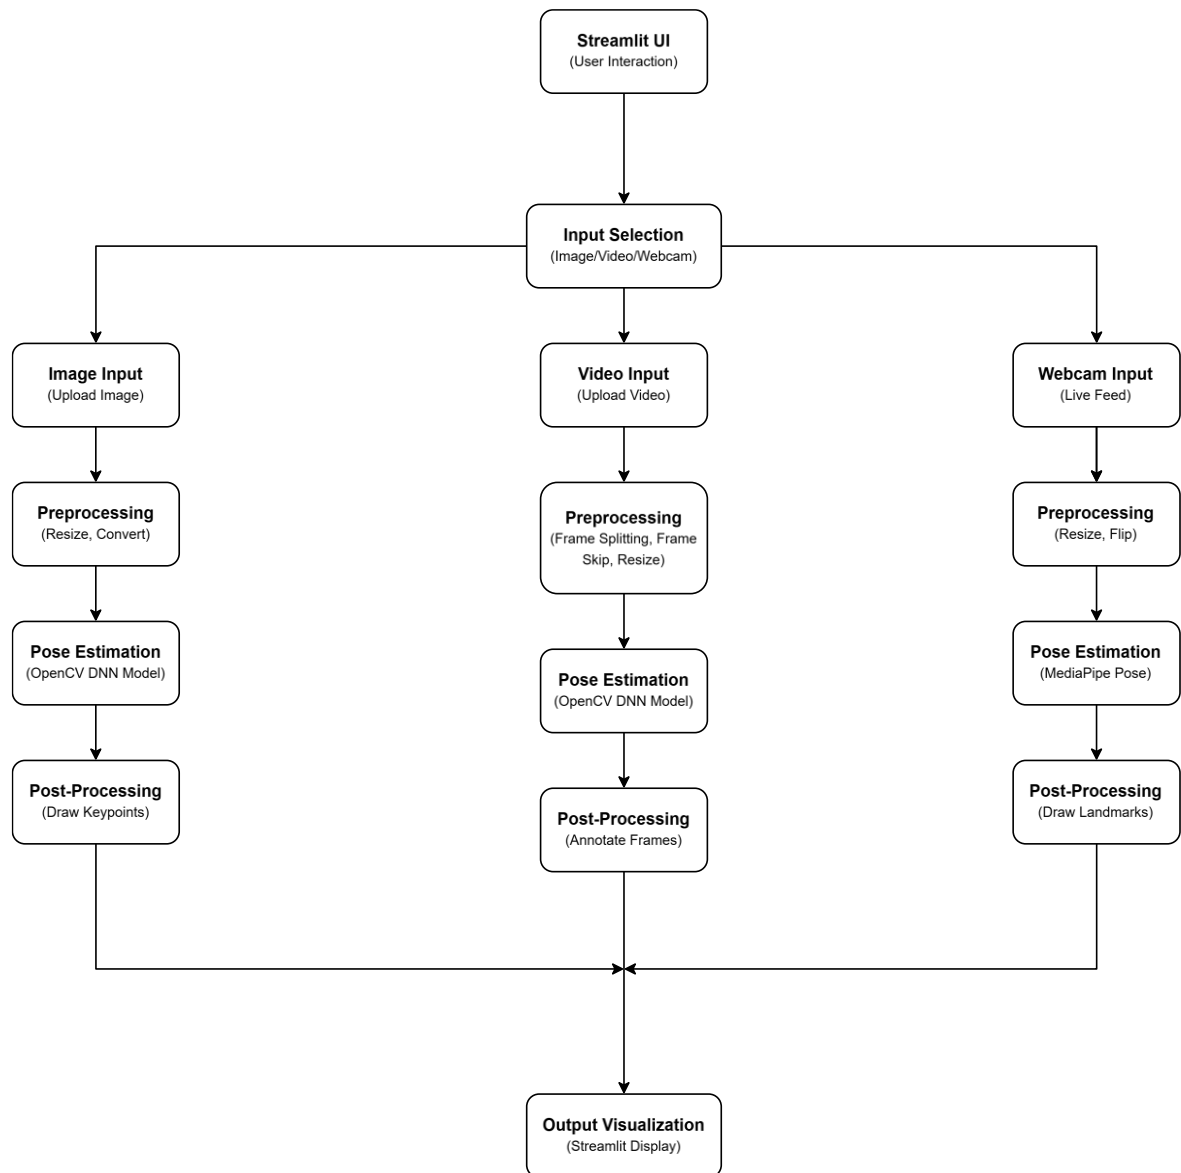 Streamlit UI
(User Interaction)
Input Selection
(Image/Video/Webcam)
Image Input
(Upload Image)
Preprocessing
(Resize, Convert)
Pose Estimation
(OpenCV DNN Model)
Post-Processing
(Draw Keypoints)
Video Input
(Upload Video)
Preprocessing
(Frame Splitting, Frame
Skip, Resize)
Pose Estimation
(OpenCV DNN Model)
Post-Processing
(Annotate Frames)
Webcam Input
(Live Feed)
Preprocessing
(Resize, Flip)
Pose Estimation
(MediaPipe Pose)
Post-Processing
(Draw Landmarks)
Output Visualization
(Streamlit Display)